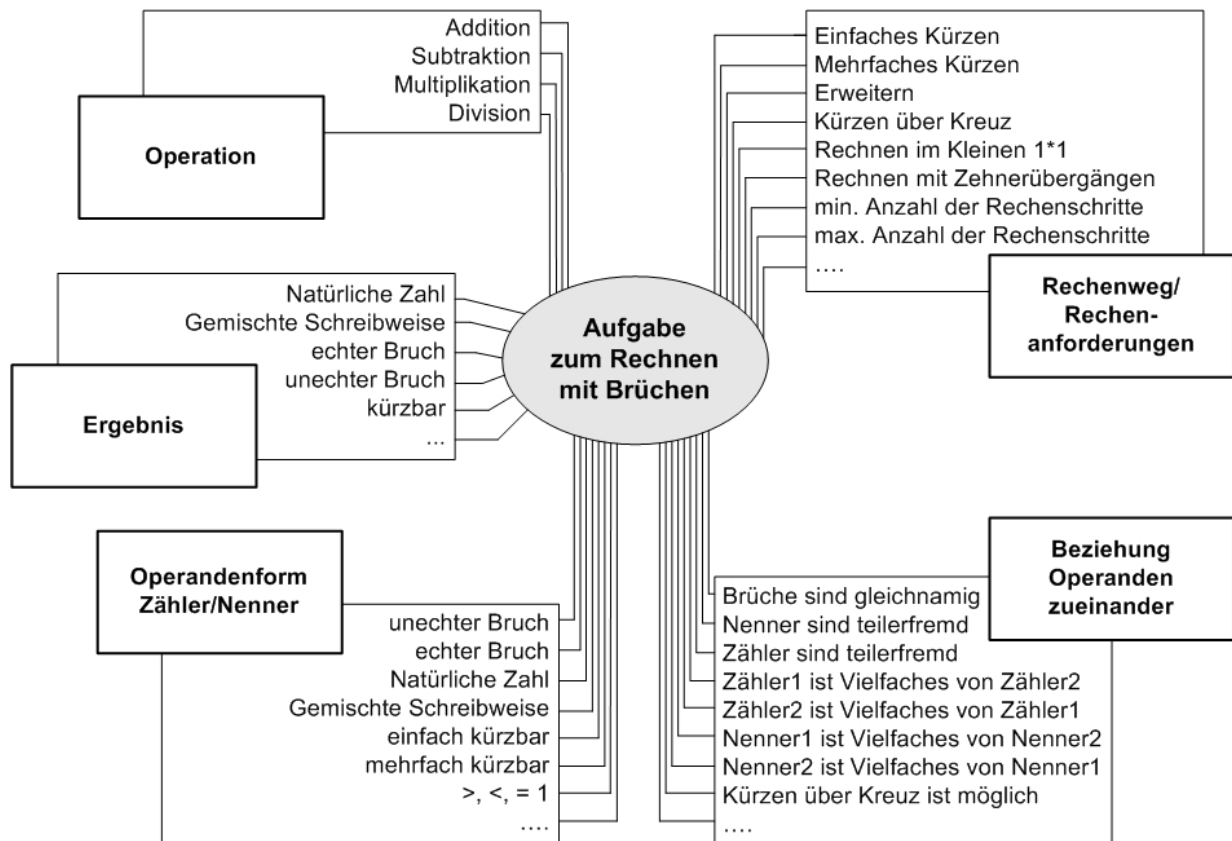 Addition
Subtraktion
Multiplikation
Division
Operation
Einfaches Kürzen
Mehrfaches Kürzen
Erweitern
Kürzen über Kreuz
Rechnen im Kleinen 1*1
Rechnen mit Zehnerübergängen
min. Anzahl der Rechenschritte
max. Anzahl der Rechenschritte
....
Rechenweg/
Rechen-
anforderungen
Natürliche Zahl
Gemischte Schreibweise
echter Bruch
unechter Bruch
kürzbar
...
Ergebnis
Aufgabe
zum Rechnen
mit Brüchen
Operandenform
Zähler/Nenner
unechter Bruch
echter Bruch
Natürliche Zahl
Gemischte Schreibweise
einfach kürzbar
mehrfach kürzbar
>, <, = 1
....
Beziehung
Operanden
zueinander
Brüche sind gleichnamig
Nenner sind teilerfremd
Zähler sind teilerfremd
Zähler1 ist Vielfaches von Zähler2
Zähler2 ist Vielfaches von Zähler1
Nenner1 ist Vielfaches von Nenner2
Nenner2 ist Vielfaches von Nenner1
Kürzen über Kreuz ist möglich
....